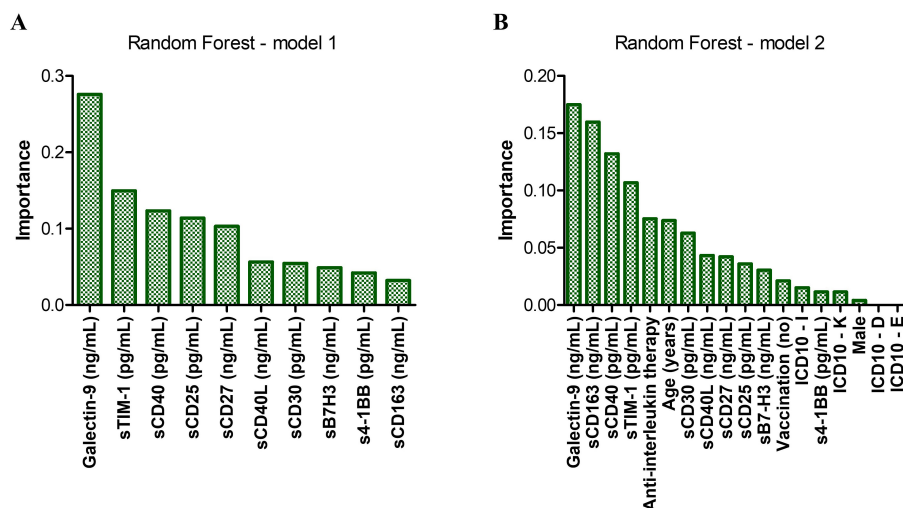 A
Random Forest - model 1
Importance
0.3
0.2
0.1
0.0
Galectin-9 (ng/mL)
sTIM-1 (pg/mL)
sCD40 (pg/mL)
sCD25 (pg/mL)
sCD27 (ng/mL)
sCD40L (ng/mL)
sCD30 (pg/mL)
sB7H3 (ng/mL)
s4-1BB (pg/mL)
sCD163 (ng/mL)
B
Random Forest - model 2
Importance
0.20
0.15
0.10
0.05
0.00
Galectin-9 (ng/mL)
sCD163 (ng/mL)
sCD40 (pg/mL)
sTIM-1 (pg/mL)
Anti-interleukin therapy
Age (years)
sCD30 (pg/mL)
sCD40L (ng/mL)
sCD27 (ng/mL)
sCD25 (pg/mL)
sB7-H3 (ng/mL)
Vaccination (no)
ICD10 - I
s4-1BB (pg/mL)
ICD10 - K
Male
ICD10 - D
ICD10 - E